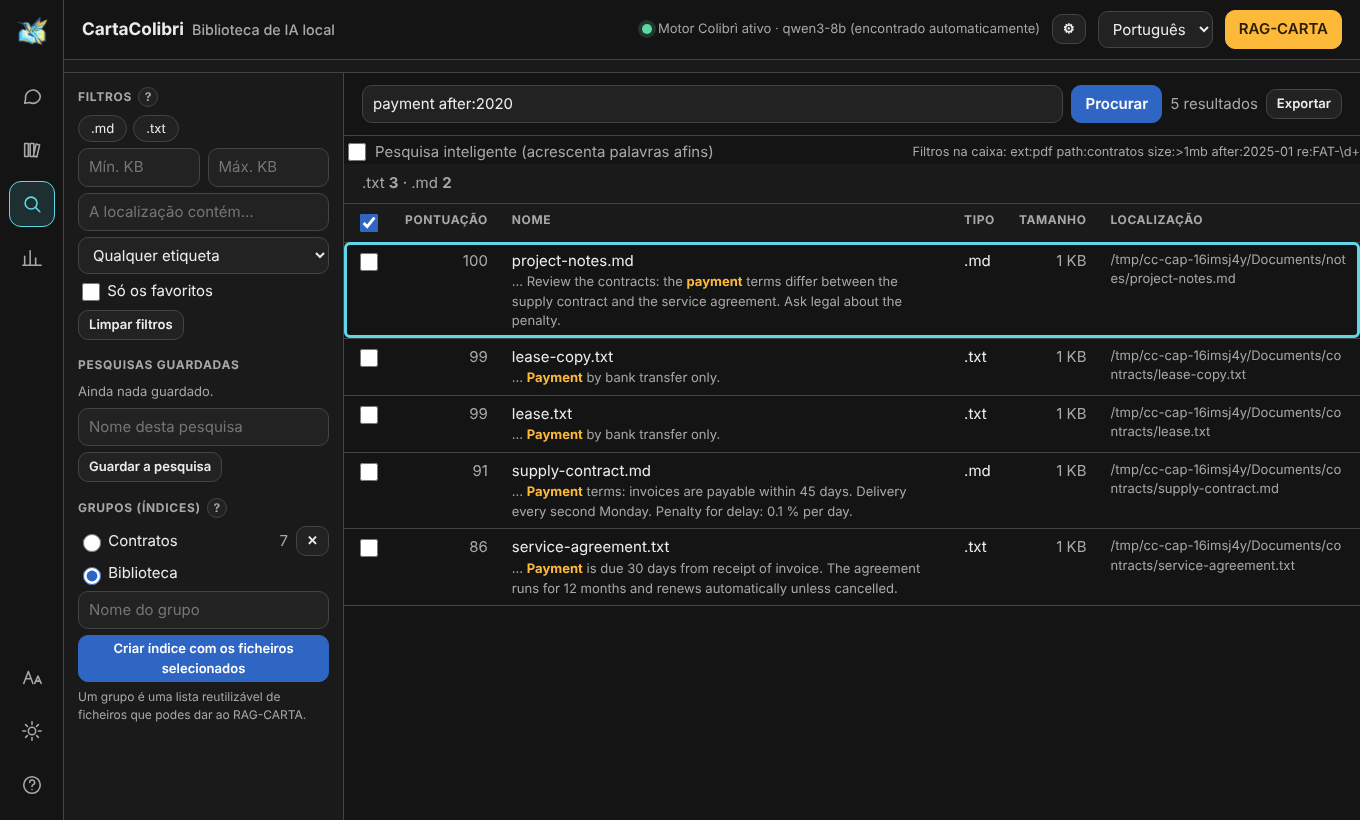 CartaColibri Biblioteca de IA local
Motor Colibrì ativo · qwen3-8b (encontrado automaticamente)
Português
RAG-CARTA
FILTROS ?
.md .txt
Mín. KB Máx. KB
A localização contém…
Qualquer etiqueta
Só os favoritos
Limpar filtros
PESQUISAS GUARDADAS
Ainda nada guardado.
Nome desta pesquisa
Guardar a pesquisa
GRUPOS (ÍNDICES) ?
Contratos 7 ×
Biblioteca
Nome do grupo
Criar índice com os ficheiros
selecionados
Um grupo é uma lista reutilizável de
ficheiros que podes dar ao RAG-CARTA.
AA
payment after:2020
Procurar
5 resultados
Exportar
Pesquisa inteligente (acrescenta palavras afins)
Filtros na caixa: ext:pdf path:contratos size:>1mb after:2025-01 re:FAT-\d+
.txt 3 · .md 2
PONTUAÇÃO NOME TIPO TAMANHO LOCALIZAÇÃO
100 project-notes.md .md 1 KB /tmp/cc-cap-16imsj4y/Documents/not
es/project-notes.md
... Review the contracts: the payment terms differ between the
supply contract and the service agreement. Ask legal about the
penalty.
99 lease-copy.txt .txt 1 KB /tmp/cc-cap-16imsj4y/Documents/co
ntracts/lease-copy.txt
... Payment by bank transfer only.
99 lease.txt .txt 1 KB /tmp/cc-cap-16imsj4y/Documents/co
ntracts/lease.txt
... Payment by bank transfer only.
91 supply-contract.md .md 1 KB /tmp/cc-cap-16imsj4y/Documents/co
ntracts/supply-contract.md
... Payment terms: invoices are payable within 45 days. Delivery
every second Monday. Penalty for delay: 0.1 % per day.
86 service-agreement.txt .txt 1 KB /tmp/cc-cap-16imsj4y/Documents/co
ntracts/service-agreement.txt
... Payment is due 30 days from receipt of invoice. The agreement
runs for 12 months and renews automatically unless cancelled.